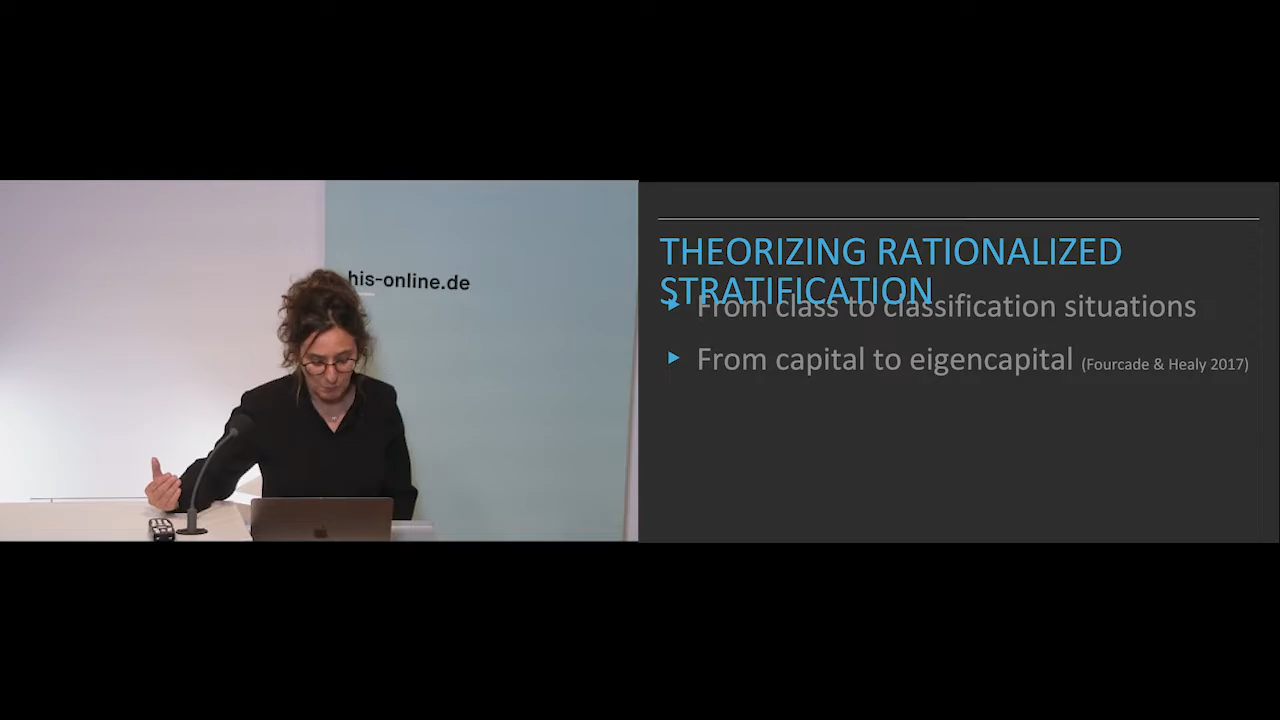 his-online.de
THEORIZING RATIONALIZED
STRATIFICATION
From class to classification situations
From capital to eigencapital (Fourcade & Healy 2017)